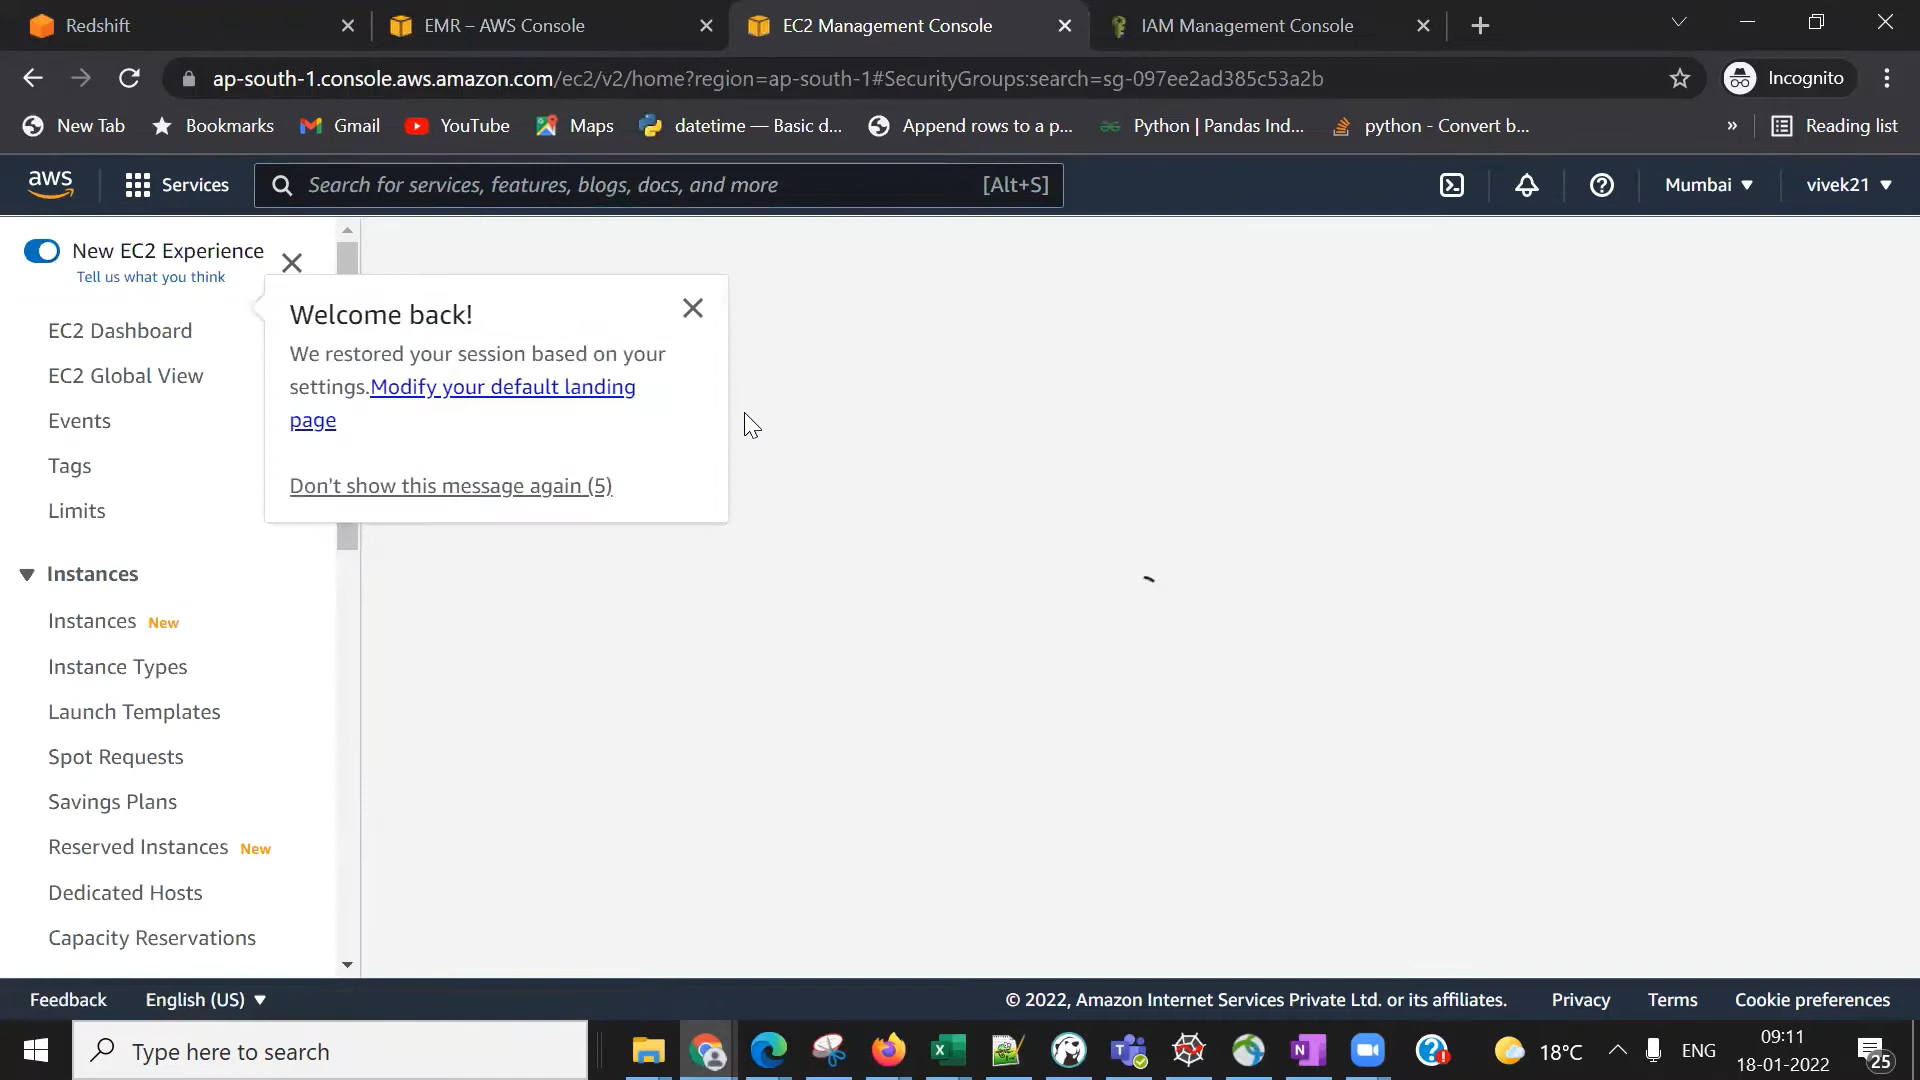 Redshift
EMR – AWS Console
EC2 Management Console
IAM Management Console
ap-south-1.console.aws.amazon.com/ec2/v2/home?region=ap-south-1#SecurityGroups:search=sg-097ee2ad385c53a2b
Incognito
New Tab
Bookmarks
Gmail
YouTube
Maps
datetime — Basic d...
Append rows to a p...
Python | Pandas Ind...
python - Convert b...
»
Reading list
aws
Services
Search for services, features, blogs, docs, and more
[Alt+S]
Mumbai
vivek21
New EC2 Experience
Tell us what you think
Welcome back!
We restored your session based on your
settings.Modify your default landing
page
Don't show this message again (5)
EC2 Dashboard
EC2 Global View
Events
Tags
Limits
Instances
Instances New
Instance Types
Launch Templates
Spot Requests
Savings Plans
Reserved Instances New
Dedicated Hosts
Capacity Reservations
Feedback
English (US)
© 2022, Amazon Internet Services Private Ltd. or its affiliates.
Privacy
Terms
Cookie preferences
Type here to search
18°C
ENG
09:11
18-01-2022
25